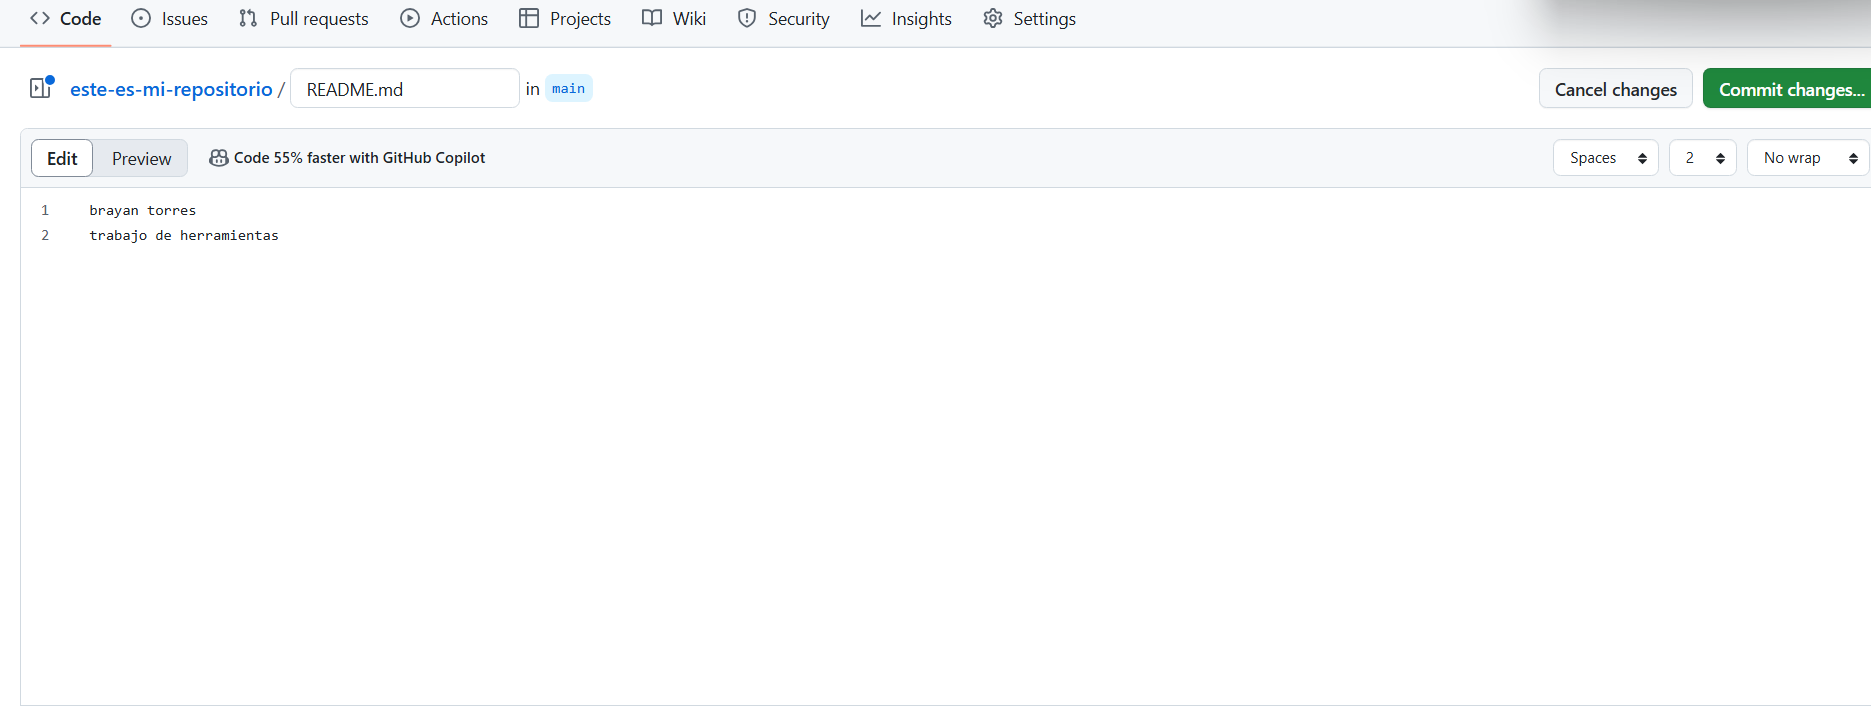 Code Issues Pull requests Actions Projects Wiki Security Insights Settings
este-es-mi-repositorio / README.md in main Cancel changes Commit changes...
Edit Preview Code 55% faster with GitHub Copilot Spaces 2 No wrap
1 brayan torres
2 trabajo de herramientas